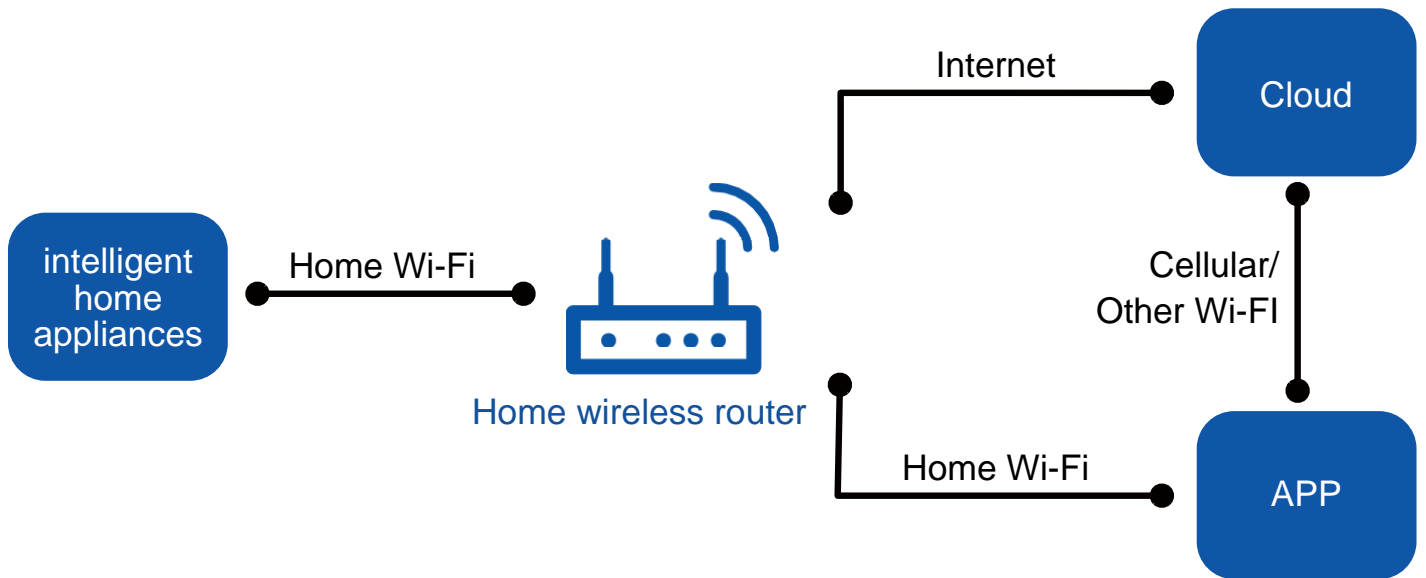 Internet
Cloud
intelligent
home
appliances
Home Wi-Fi
Cellular/
Other Wi-FI
Home wireless router
Home Wi-Fi
APP